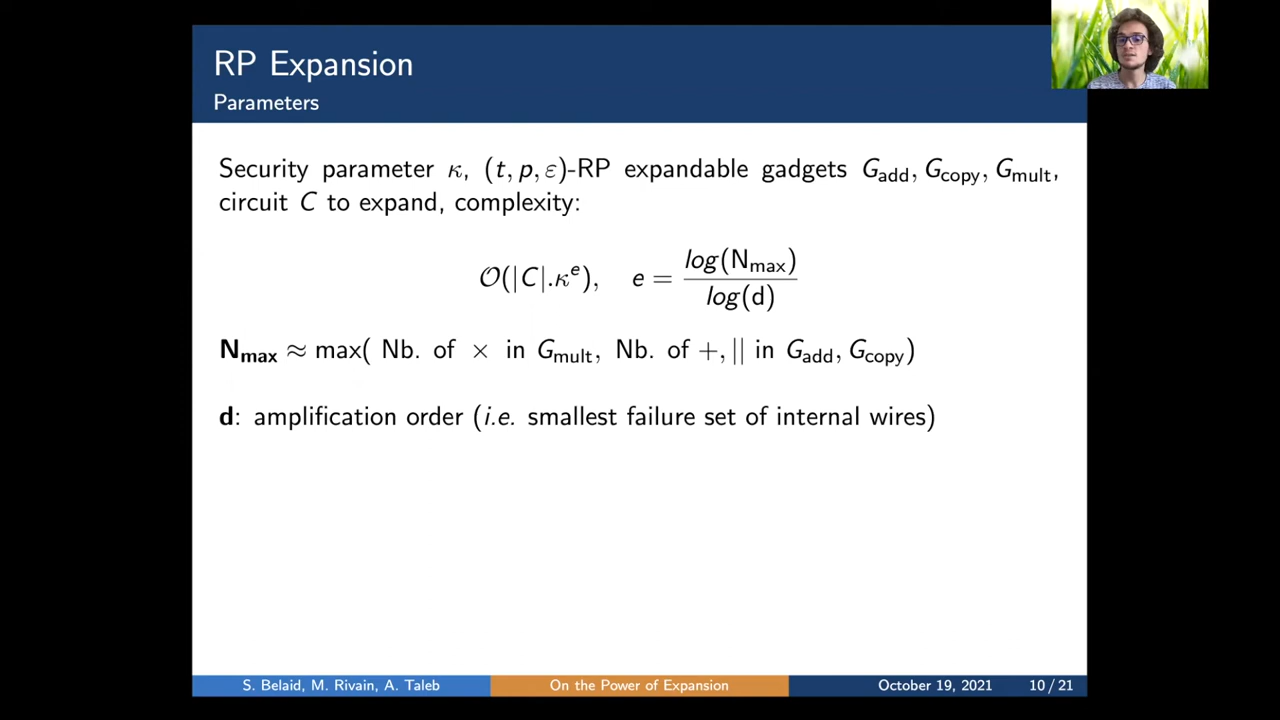 RP Expansion
Parameters
Security parameter κ, (t, p, ε)-RP expandable gadgets G_add, G_copy, G_mult,
circuit C to expand, complexity:
O(|C|.κ^e), e = log(N_max) / log(d)
N_max ≈ max( Nb. of × in G_mult, Nb. of +, || in G_add, G_copy)
d: amplification order (i.e. smallest failure set of internal wires)
S. Belaid, M. Rivain, A. Taleb On the Power of Expansion October 19, 2021 10 / 21